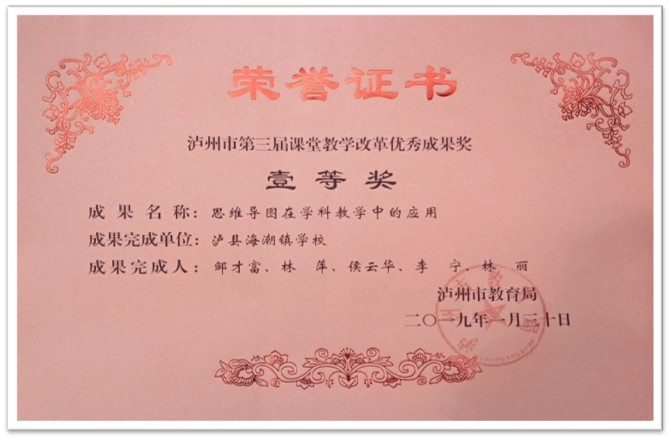 荣誉证书
泸州市第三届课堂教学改革优秀成果奖
壹等奖
成果名称：思维导图在学科教学中的应用
成果完成单位：泸县海潮镇学校
成果完成人：邹才富、林 萍、侯云华、李 宁、林 丽
泸州市教育局
二〇一九年一月三十日